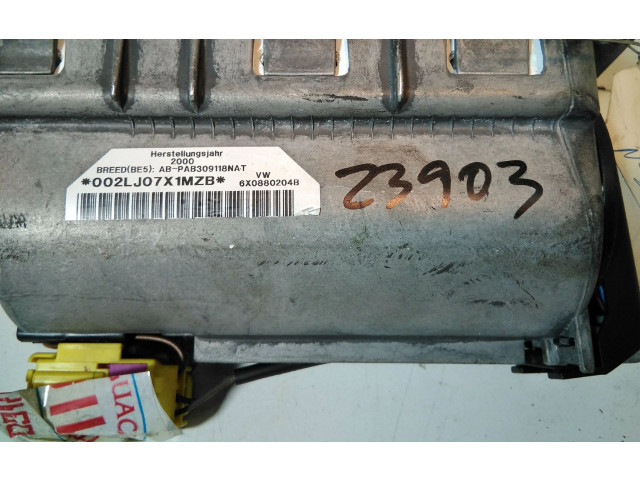 Herstellungsjahr
2000
BREED(BE5): AB-PAB309118NAT
VW
*002LJ07X1MZB*
6X0880204B
23903